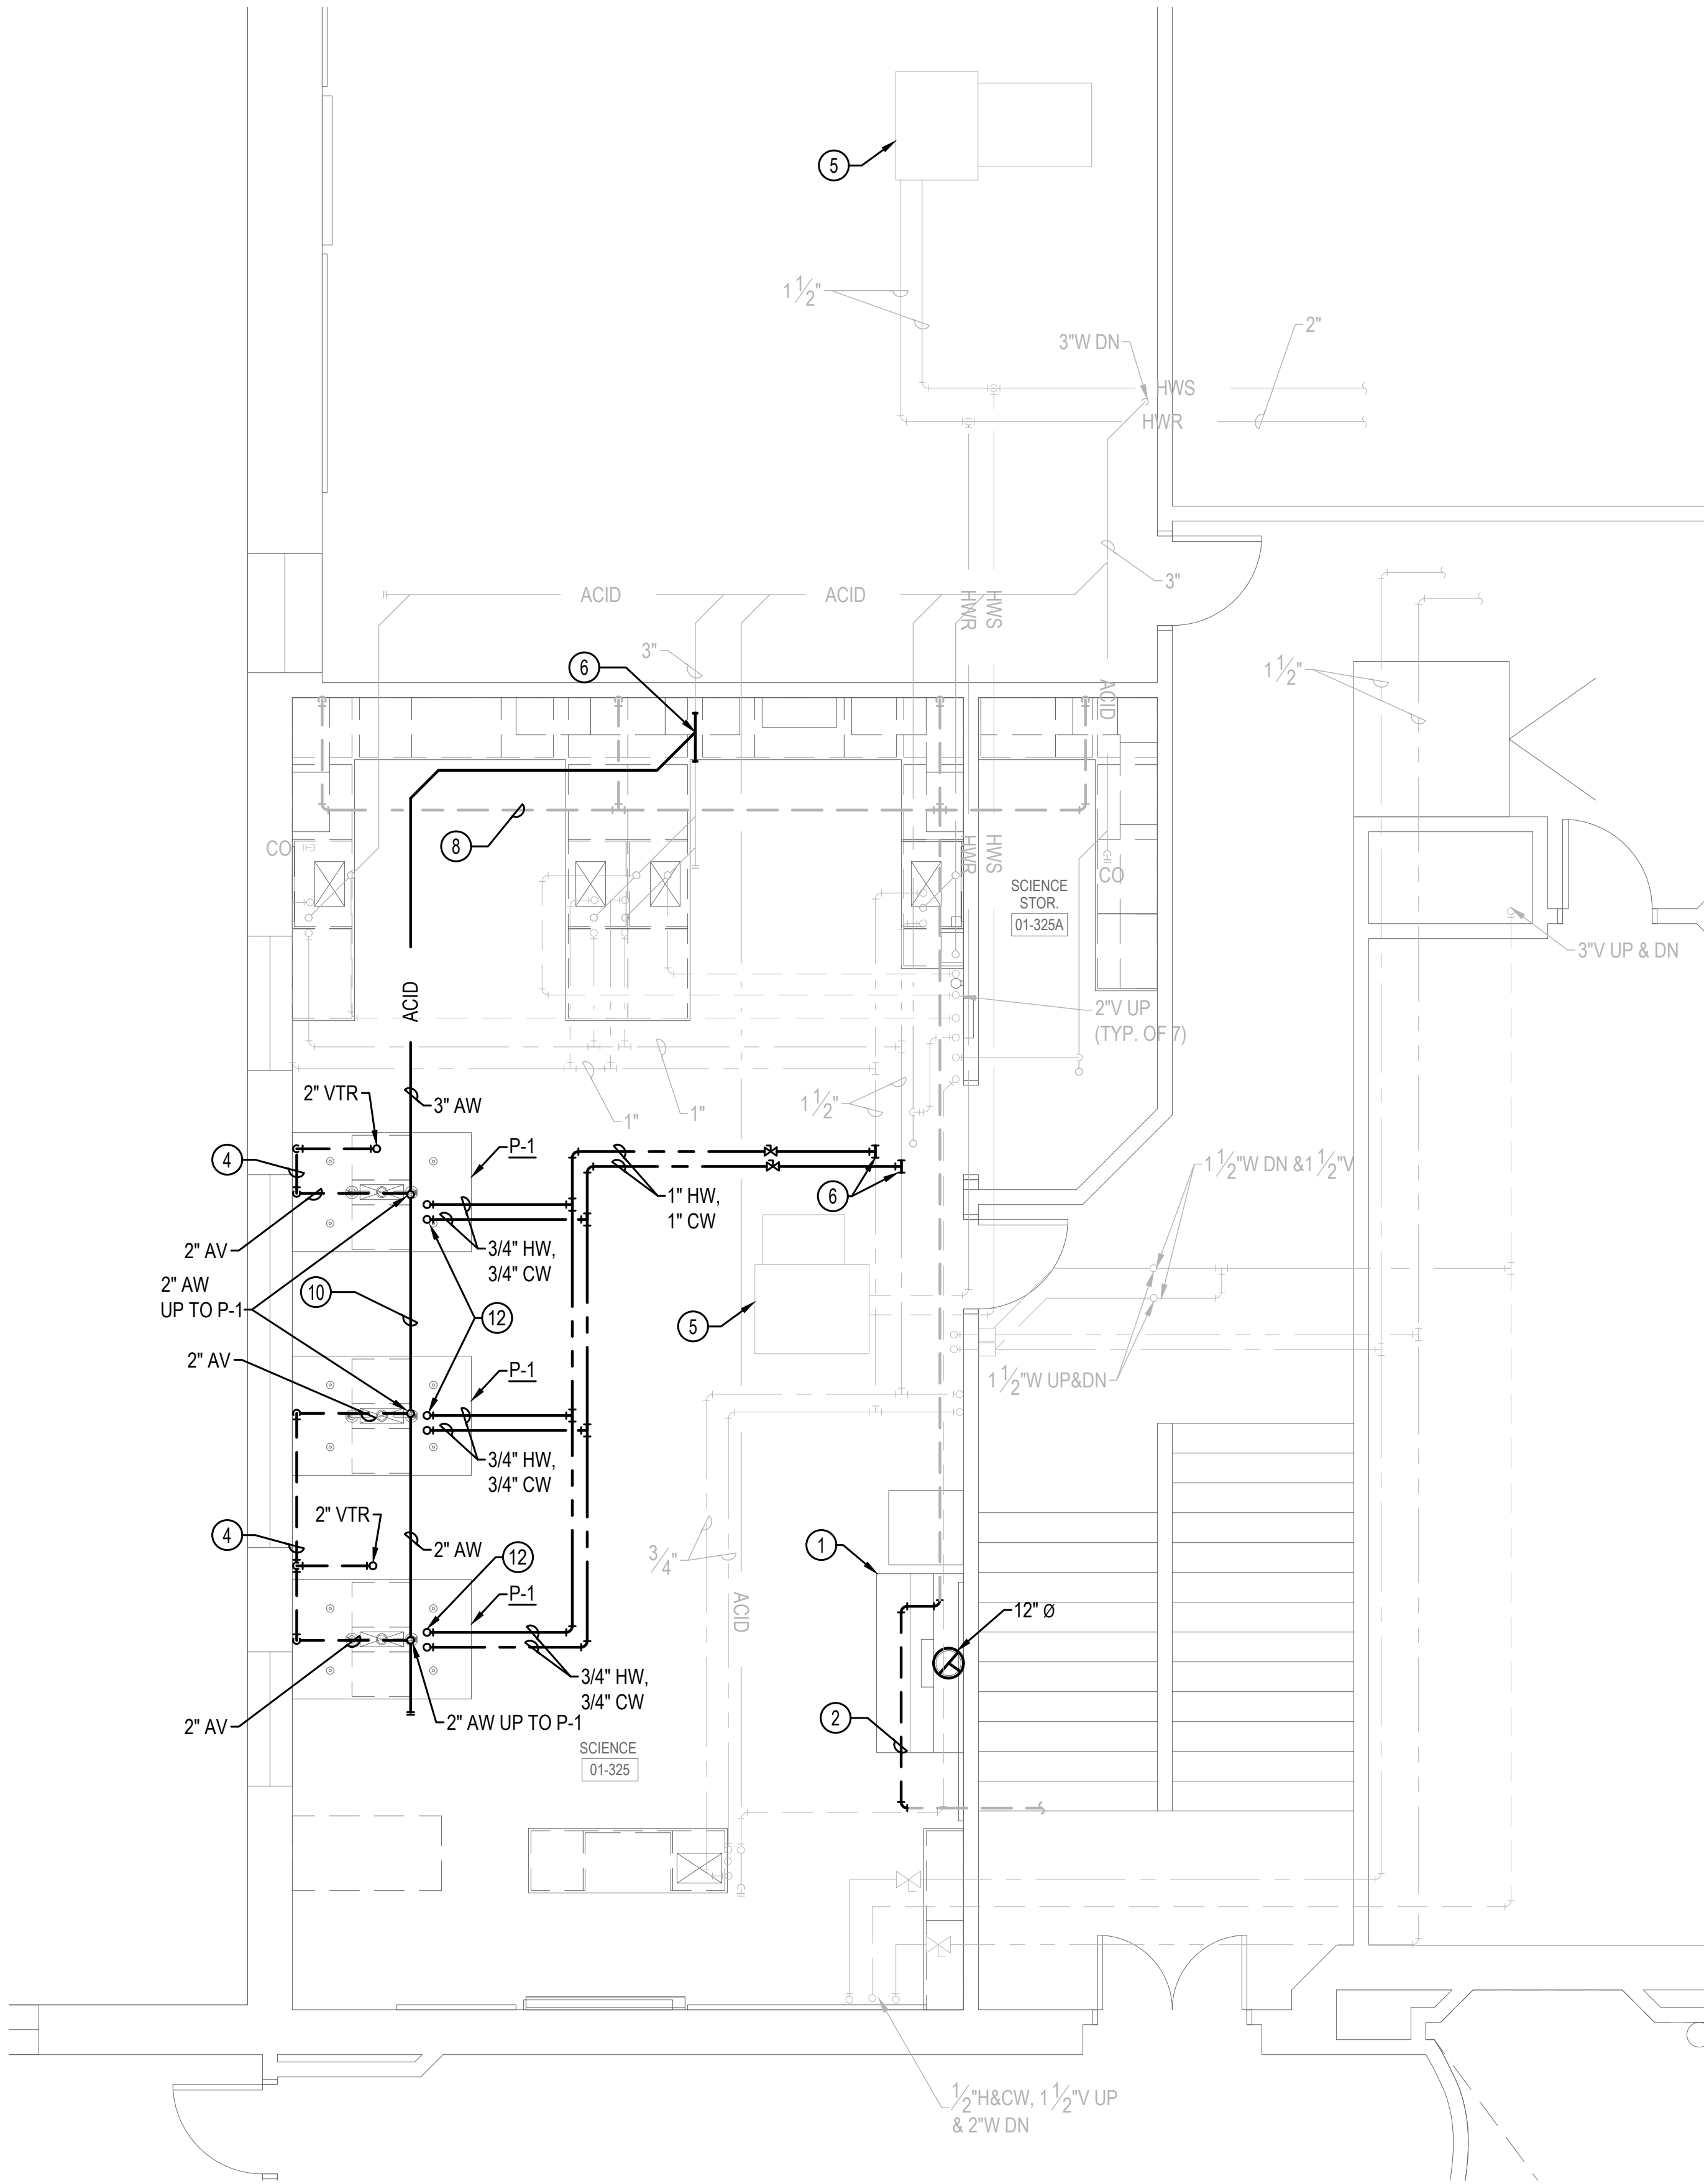 5
1 1/2"
2"
3"W DN
HWS
HWR
3"
ACID
ACID
HWR
HWS
3"
6
1 1/2"
ACID
8
CO
HWR
HWS
CO
SCIENCE
STOR.
01-325A
3"V UP & DN
ACID
2"V UP
(TYP. OF 7)
2" VTR
3" AW
1"
1"
1 1/2"
4
P-1
1 1/2"W DN &1 1/2"V
1" HW,
1" CW
6
2" AV
3/4" HW,
3/4" CW
2" AW
UP TO P-1
10
12
5
2" AV
P-1
1 1/2"W UP&DN
3/4" HW,
3/4" CW
2" VTR
4
2" AW
12
3/4"
1
P-1
ACID
12" Ø
3/4" HW,
3/4" CW
2" AV
2" AW UP TO P-1
2
SCIENCE
01-325
1/2"H&CW, 1 1/2"V UP
& 2"W DN